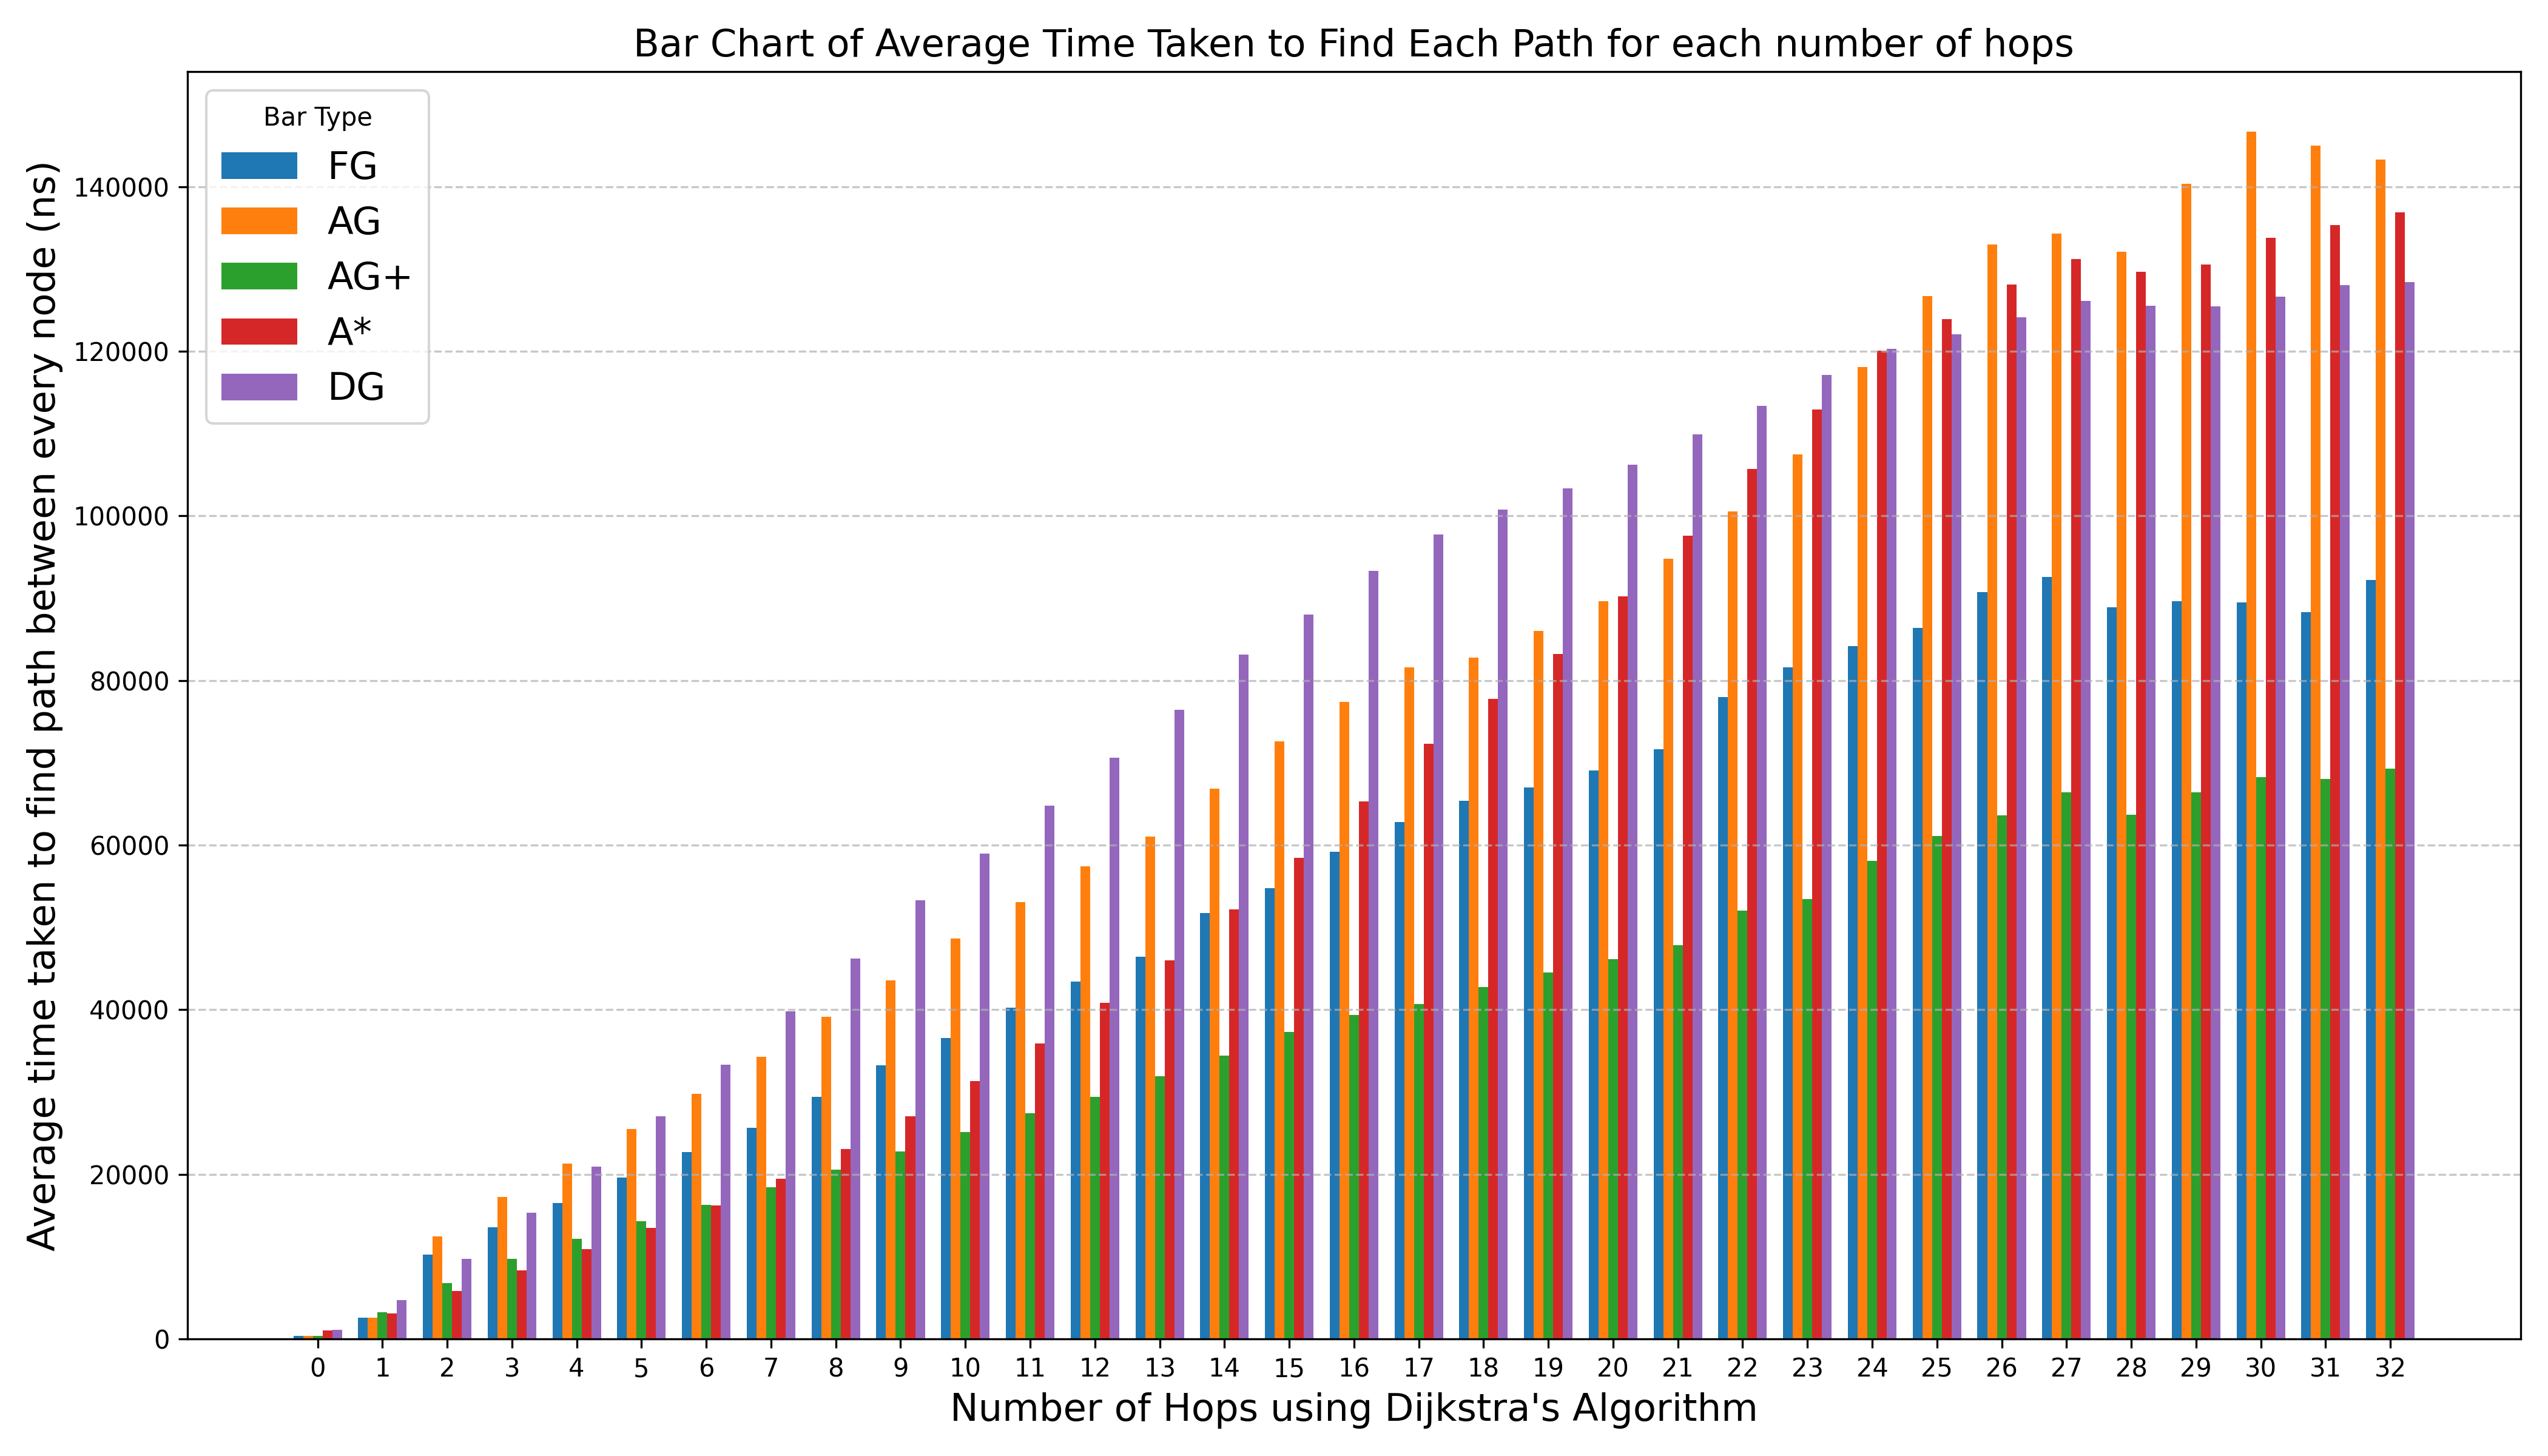 Bar Chart of Average Time Taken to Find Each Path for each number of hops
Average time taken to find path between every node (ns)
140000
120000
100000
80000
60000
40000
20000
0
Bar Type
FG
AG
AG+
A*
DG
0 1 2 3 4 5 6 7 8 9 10 11 12 13 14 15 16 17 18 19 20 21 22 23 24 25 26 27 28 29 30 31 32
Number of Hops using Dijkstra's Algorithm